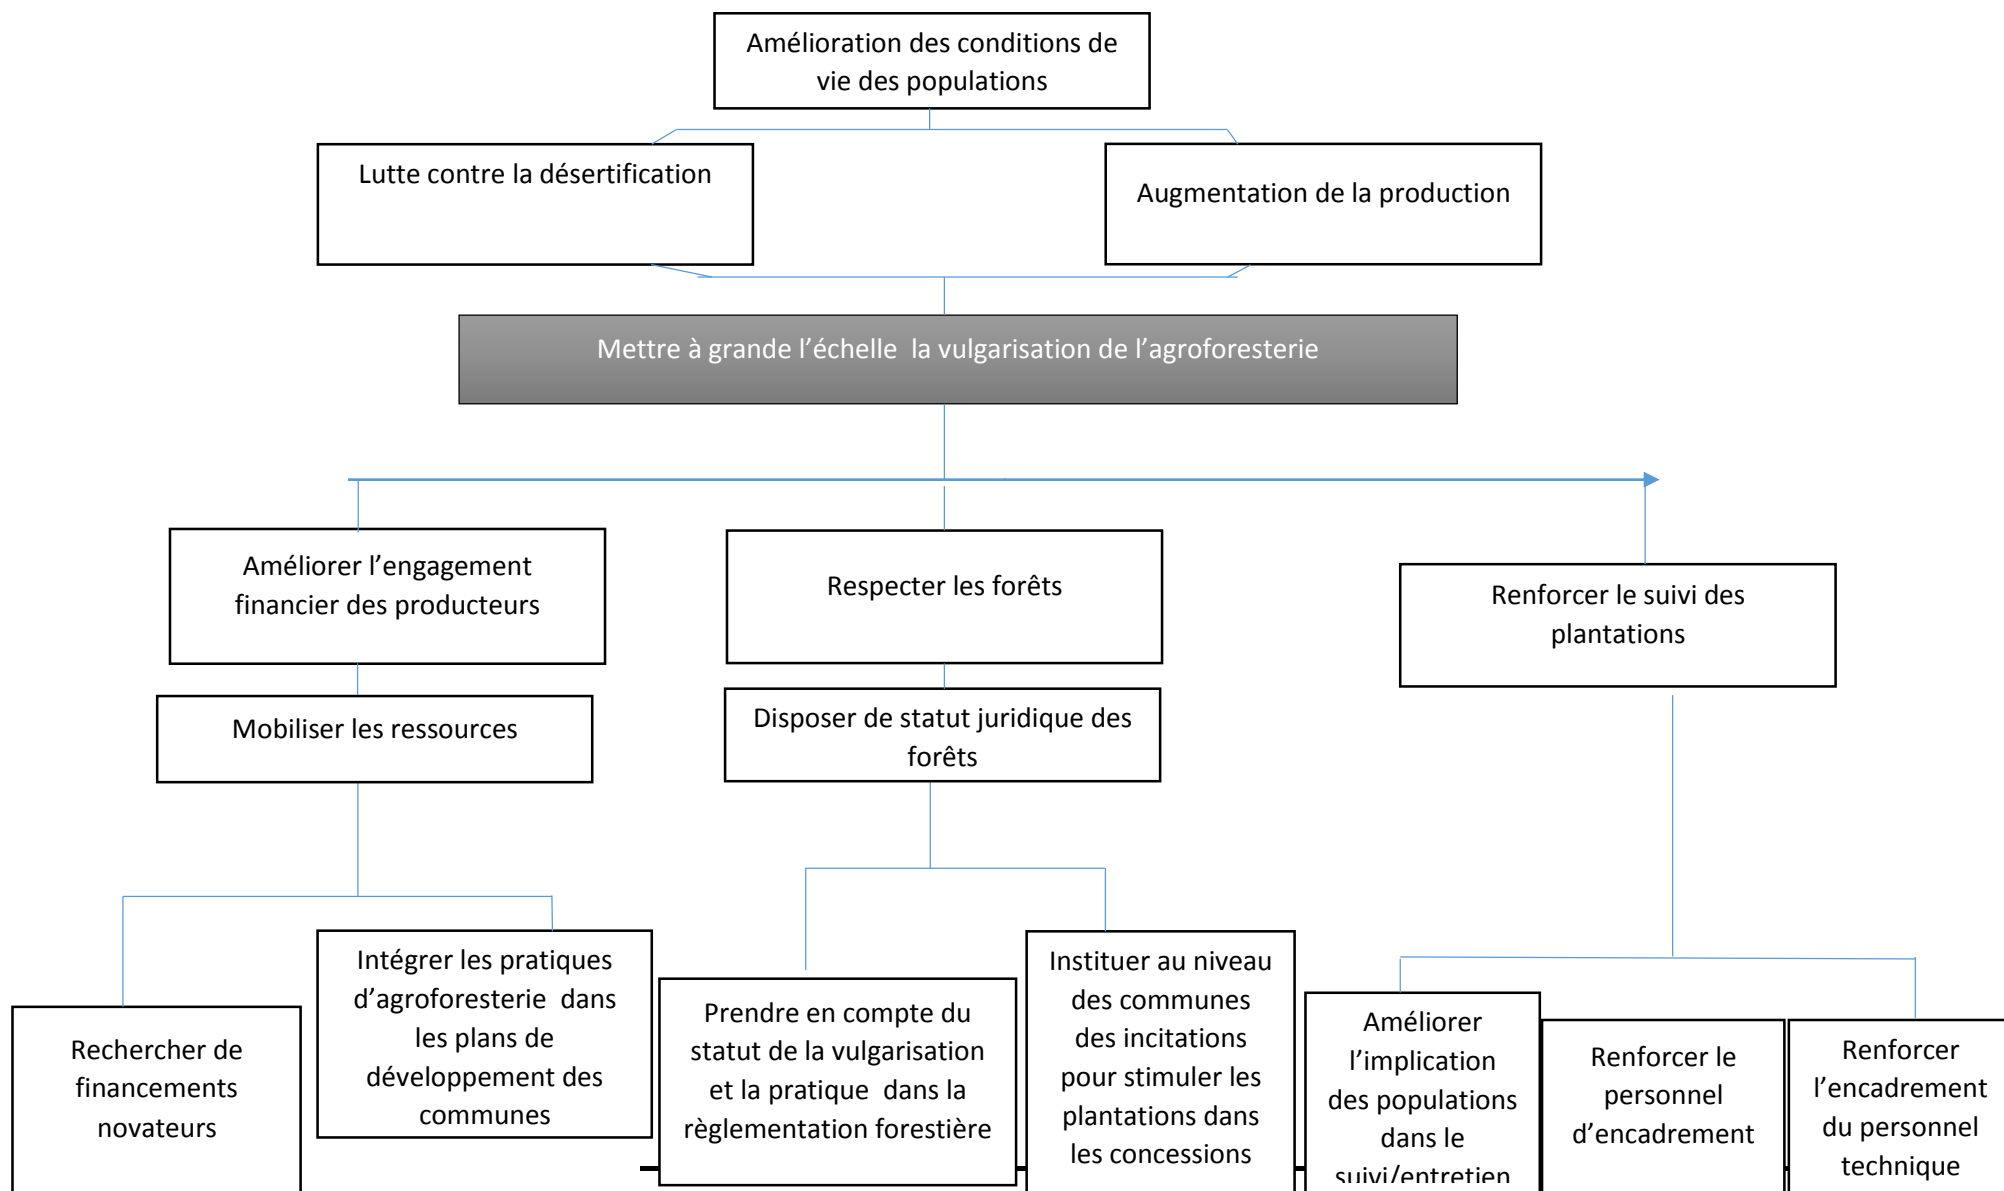 Amélioration des conditions de
vie des populations
Lutte contre la désertification
Augmentation de la production
Mettre à grande l’échelle  la vulgarisation de l’agroforesterie
Améliorer l’engagement
financier des producteurs
Respecter les forêts
Renforcer le suivi des
plantations
Mobiliser les ressources
Disposer de statut juridique des
forêts
Rechercher de
financements
novateurs
Intégrer les pratiques
d’agroforesterie  dans
les plans de
développement des
communes
Prendre en compte du
statut de la vulgarisation
et la pratique  dans la
règlementation forestière
Instituer au niveau
des communes
des incitations
pour stimuler les
plantations dans
les concessions
Améliorer
l’implication
des populations
dans le
suivi/entretien
Renforcer le
personnel
d’encadrement
Renforcer
l’encadrement
du personnel
technique